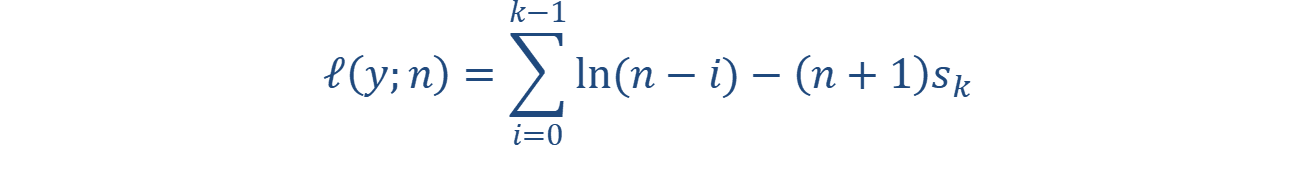 ℓ(y; n) = ∑_{i=0}^{k−1} ln(n − i) − (n + 1)s_k